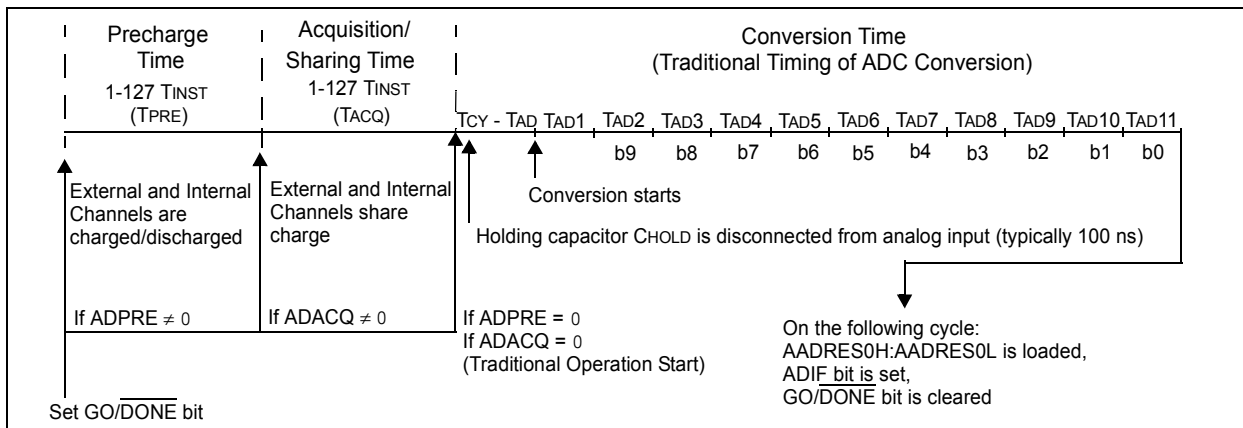 Precharge
Time
1-127 TINST
(TPRE)
Acquisition/
Sharing Time
1-127 TINST
(TACQ)
Conversion Time
(Traditional Timing of ADC Conversion)
TCY - TAD TAD1 TAD2 TAD3 TAD4 TAD5 TAD6 TAD7 TAD8 TAD9 TAD10 TAD11
b9 b8 b7 b6 b5 b4 b3 b2 b1 b0
External and Internal
Channels are
charged/discharged
External and Internal
Channels share
charge
Conversion starts
Holding capacitor CHOLD is disconnected from analog input (typically 100 ns)
If ADPRE ≠ 0
If ADACQ ≠ 0
If ADPRE = 0
If ADACQ = 0
(Traditional Operation Start)
On the following cycle:
AADRES0H:AADRES0L is loaded,
ADIF bit is set,
GO/DONE bit is cleared
Set GO/DONE bit